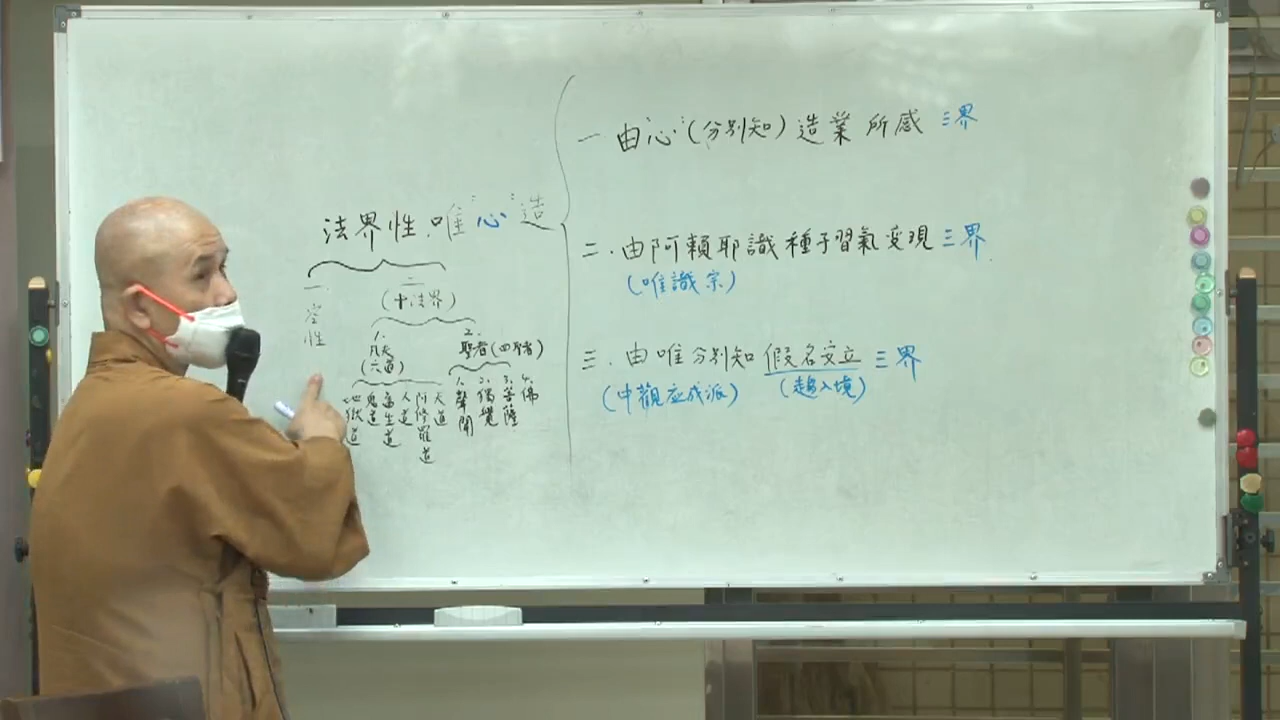 法界性唯"心"造
一.
空性
二.
(十法界)
1.
凡夫
(六道)
地獄道
鬼道
畜生道
人道
阿修羅道
天道
2.
聖者(四聖者)
1.聲聞
2.獨覺
3.菩薩
4.佛
一 由"心"(分別知)造業所感 三界
二.由阿賴耶識種子習氣变現三界.
(唯識宗)
三.由唯分別知假名安立三界
(中觀应成派)
(趨入境)